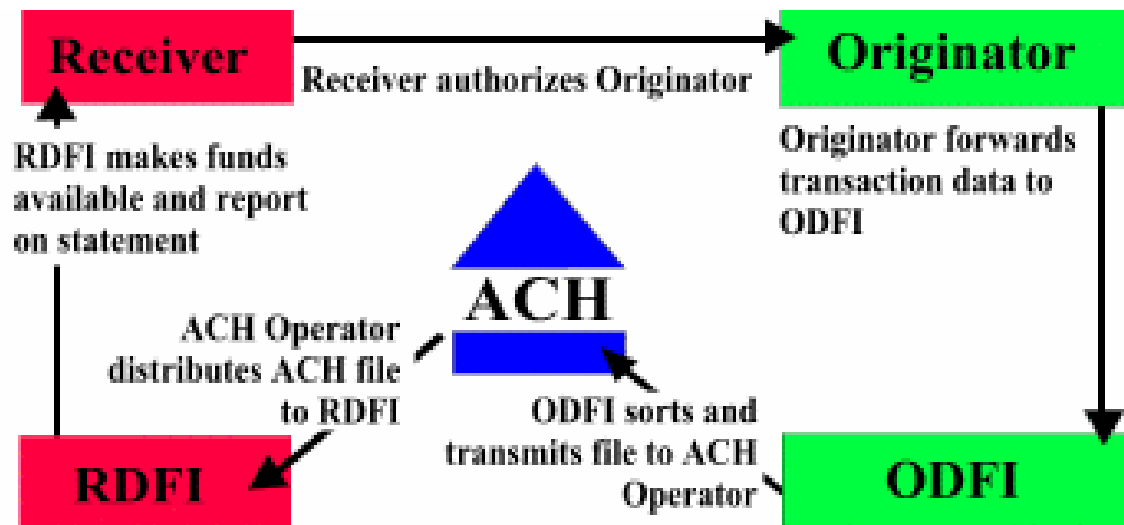 Receiver
Receiver authorizes Originator
Originator
Originator forwards
transaction data to
ODFI
RDFI makes funds
available and report
on statement
ACH
ACH Operator
distributes ACH file
to RDFI
ODFI sorts and
transmits file to ACH
Operator
RDFI
ODFI